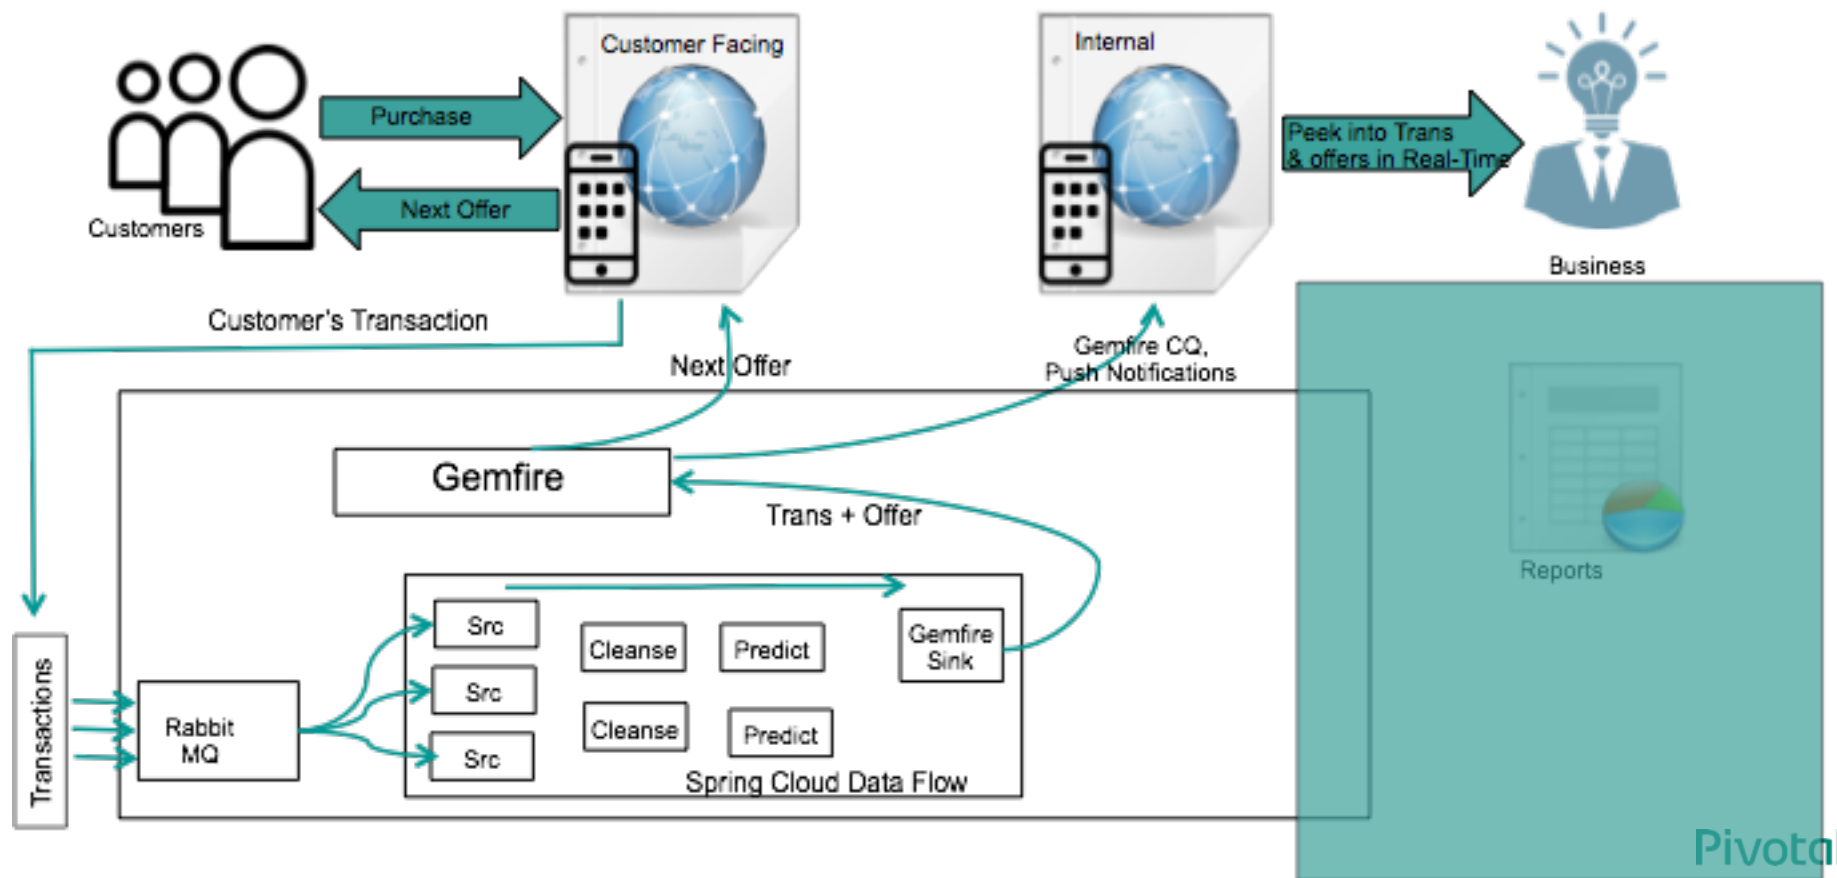 Customer Facing
Internal
Purchase
Next Offer
Customers
Peek into Trans
& offers in Real-Time
Business
Customer's Transaction
Next Offer
Gemfire CQ,
Push Notifications
Gemfire
Trans + Offer
Reports
Src
Cleanse
Predict
Gemfire
Sink
Src
Cleanse
Predict
Src
Spring Cloud Data Flow
Rabbit
MQ
Transactions
Pivotal